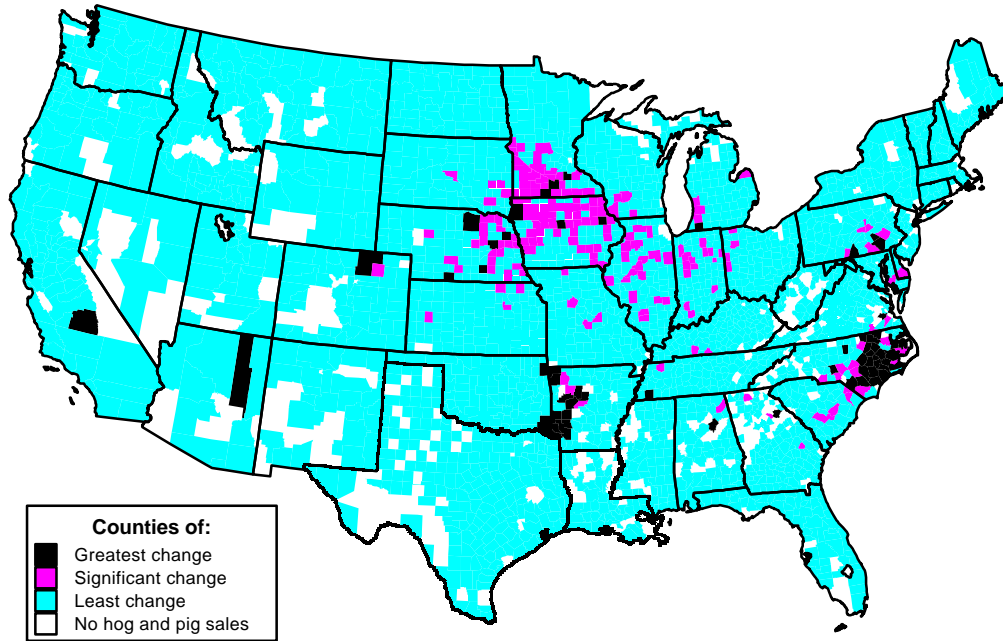 Counties of:
Greatest change
Significant change
Least change
No hog and pig sales